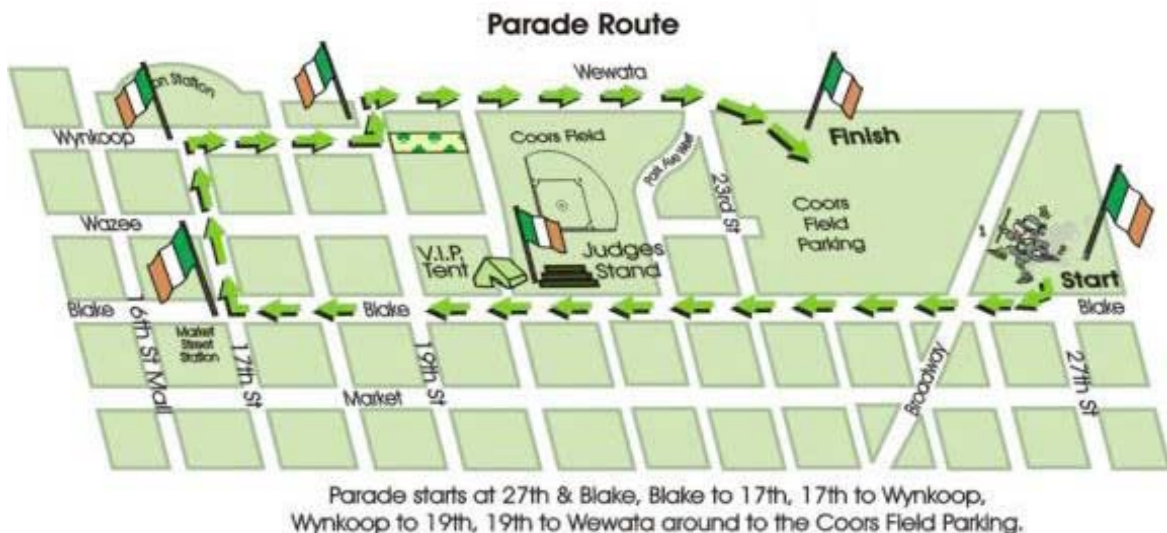 Parade Route
Wewata
on Station
Wynkoop
Coors Field
Park Ave West
Finish
23rd St
Wazee
Coors
Field
Parking
V.I.P.
Tent
Judges
Stand
Start
Blake
Blake
Blake
16th St Mall
Market
Street
Station
17th St
19th St
Market
Broadway
27th St
Parade starts at 27th & Blake, Blake to 17th, 17th to Wynkoop,
Wynkoop to 19th, 19th to Wewata around to the Coors Field Parking.